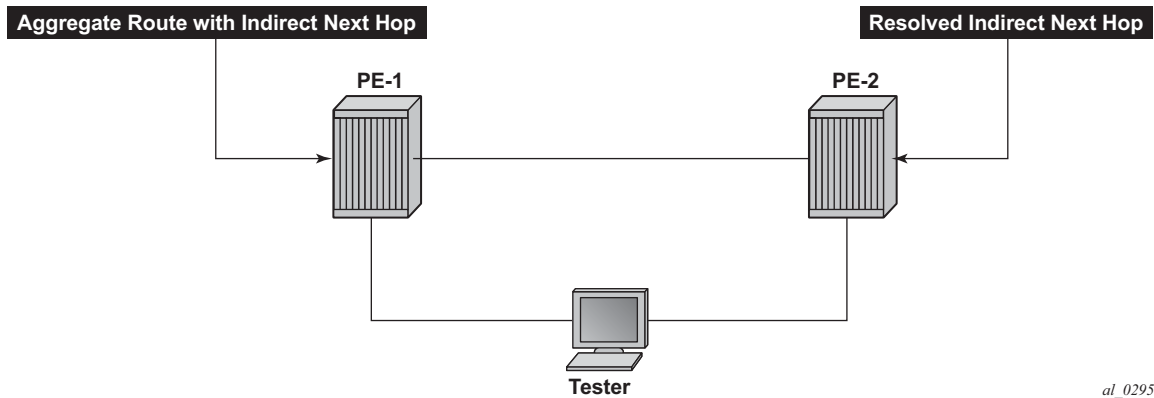 Aggregate Route with Indirect Next Hop
Resolved Indirect Next Hop
PE-1
PE-2
Tester
al_0295